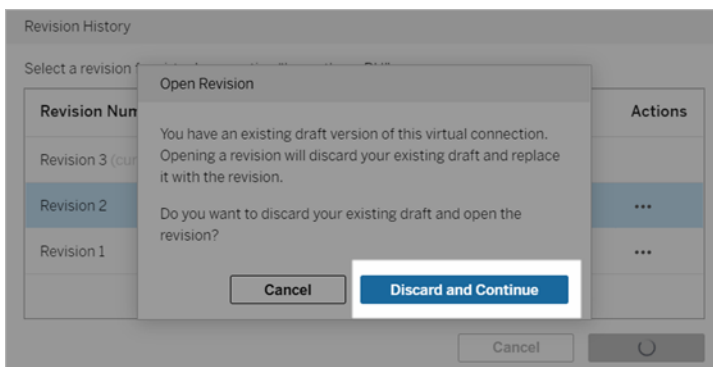 Revision History
Select a revision
Open Revision
Revision Num
Actions
You have an existing draft version of this virtual connection.
Opening a revision will discard your existing draft and replace
it with the revision.
Revision 3 (cur
Revision 2
•••
Do you want to discard your existing draft and open the
revision?
Revision 1
•••
Cancel
Discard and Continue
Cancel